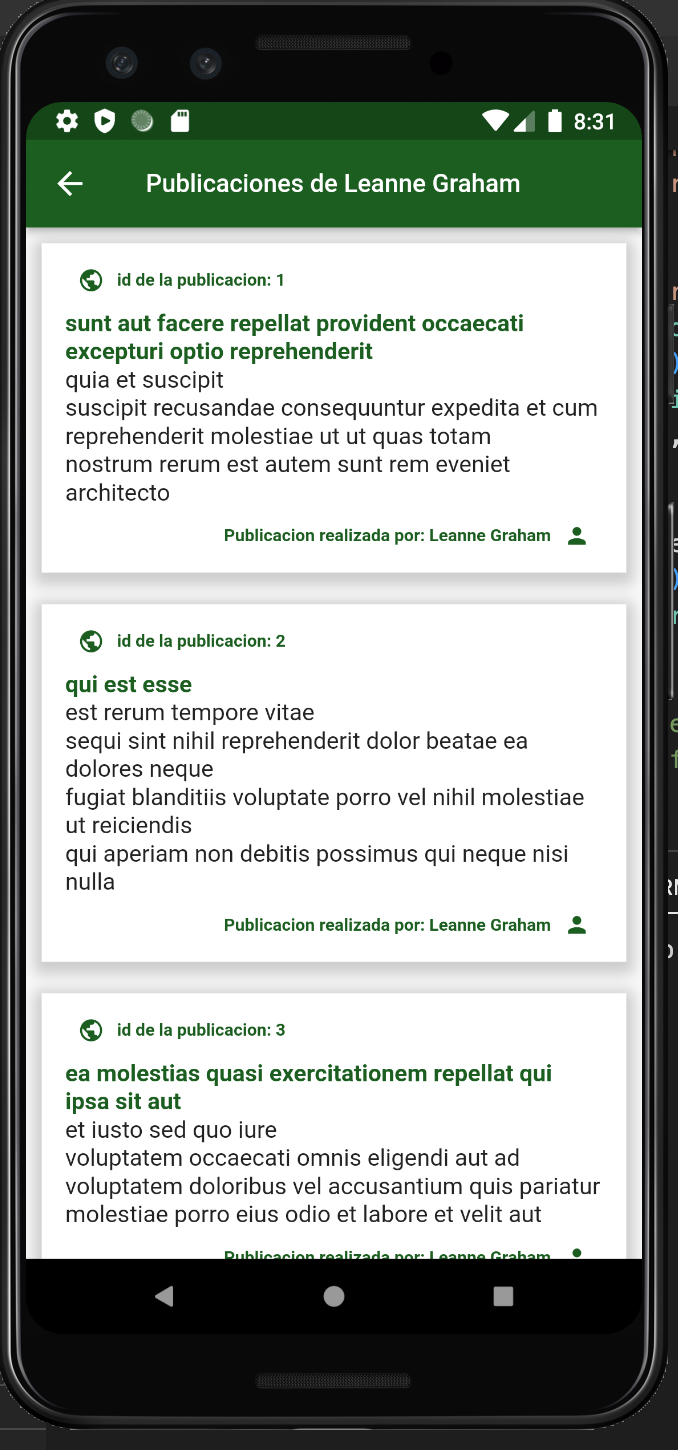 8:31
Publicaciones de Leanne Graham
id de la publicacion: 1
sunt aut facere repellat provident occaecati
excepturi optio reprehenderit
quia et suscipit
suscipit recusandae consequuntur expedita et cum
reprehenderit molestiae ut ut quas totam
nostrum rerum est autem sunt rem eveniet
architecto
Publicacion realizada por: Leanne Graham
id de la publicacion: 2
qui est esse
est rerum tempore vitae
sequi sint nihil reprehenderit dolor beatae ea
dolores neque
fugiat blanditiis voluptate porro vel nihil molestiae
ut reiciendis
qui aperiam non debitis possimus qui neque nisi
nulla
Publicacion realizada por: Leanne Graham
id de la publicacion: 3
ea molestias quasi exercitationem repellat qui
ipsa sit aut
et iusto sed quo iure
voluptatem occaecati omnis eligendi aut ad
voluptatem doloribus vel accusantium quis pariatur
molestiae porro eius odio et labore et velit aut
Publicacion realizada por: Leanne Graham